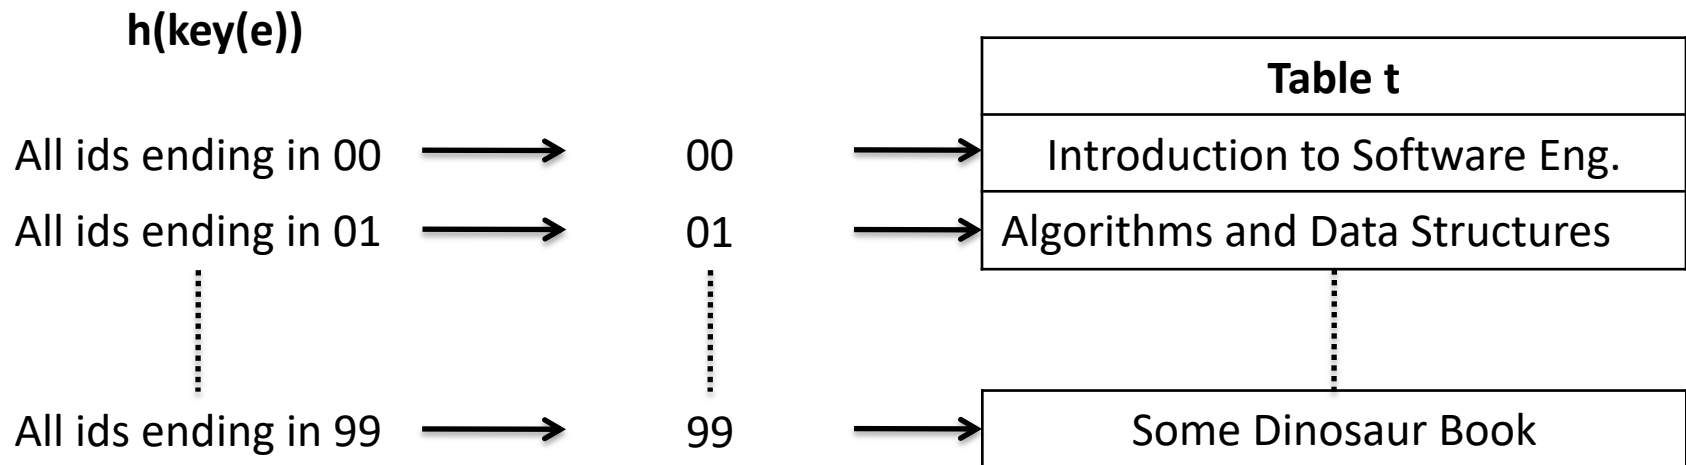 h(key(e))
Table t
All ids ending in 00 00 Introduction to Software Eng.
All ids ending in 01 01 Algorithms and Data Structures
All ids ending in 99 99 Some Dinosaur Book